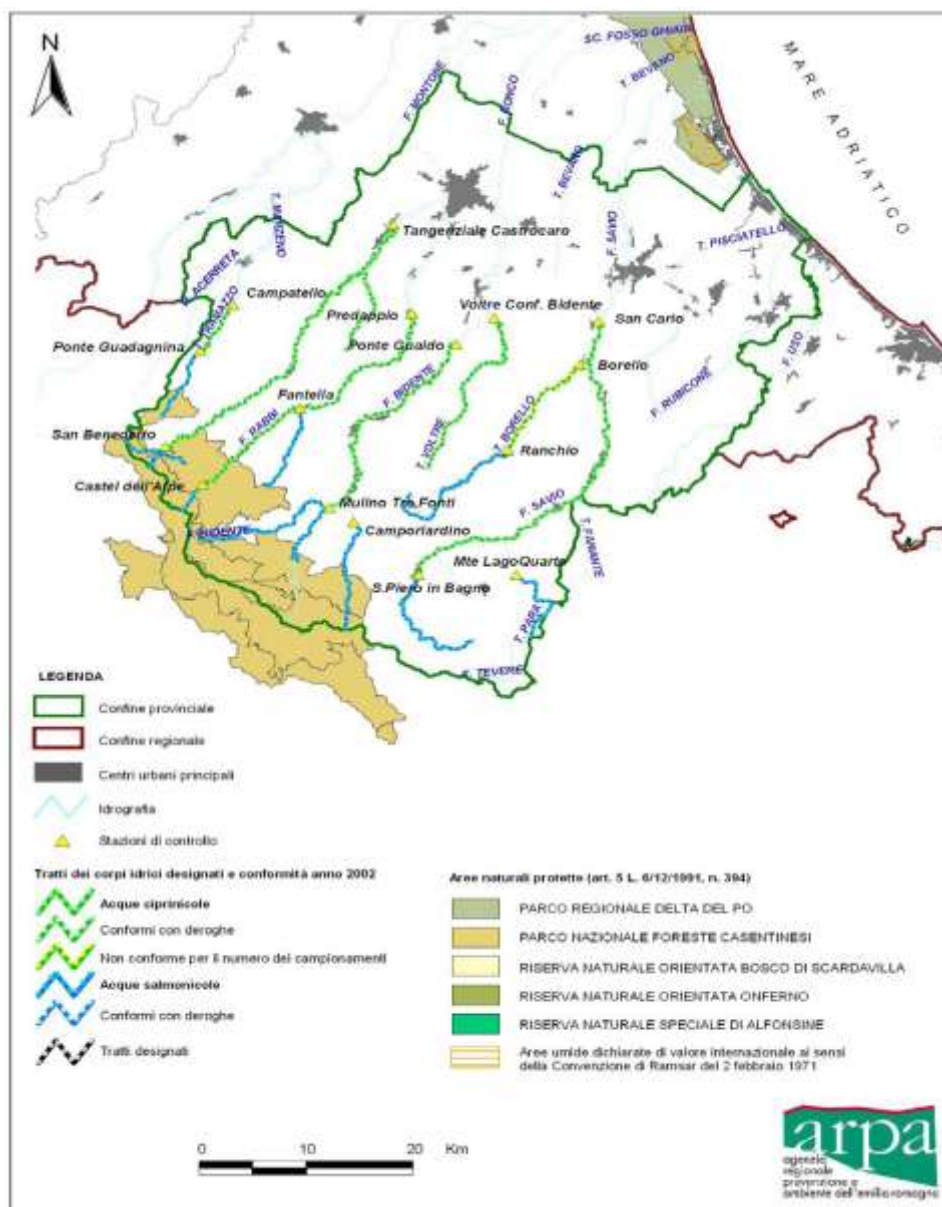 N
SC. FOSSO GHIAIA
T. BEVANO
MARE ADRIATICO
F. MONTONE
F. RONCO
T. BEVANO
T. MARZENO
F. SAVIO
T. PISCIATELLO
Tangenziale Castrocaro
T. ACERRETA
Campatello
Predappio
Voltre Conf. Bidente
San Carlo
Ponte Guadagnina
Ponte Gualdo
Borello
F. USO
Fantella
F. BIDENTE
F. RABBI
T. VOLTRE
T. BORELLO
F. RUBICONE
San Benedetto
Ranchio
Castel dell'Alpe
Mulino Tre Fonti
F. SAVIO
F. BIDENTE
Camporlardino
T. FANANTE
Mte LagoQuarto
S.Piero in Bagno
T. PARA
F. TEVERE
LEGENDA
Confine provinciale
Confine regionale
Centri urbani principali
Idrografia
Stazioni di controllo
Tratti dei corpi idrici designati e conformità anno 2002
Acque ciprinicole
Conformi con deroghe
Non conforme per il numero dei campionamenti
Acque salmonicole
Conformi con deroghe
Tratti designati
Aree naturali protette (art. 5 L. 6/12/1991, n. 394)
PARCO REGIONALE DELTA DEL PO
PARCO NAZIONALE FORESTE CASENTINESI
RISERVA NATURALE ORIENTATA BOSCO DI SCARDAVILLA
RISERVA NATURALE ORIENTATA ONFERNO
RISERVA NATURALE SPECIALE DI ALFONSINE
Aree umide dichiarate di valore internazionale ai sensi
della Convenzione di Ramsar del 2 febbraio 1971
0 10 20 Km
arpa
agenzia
regionale
prevenzione e
ambiente dell'emilia-romagna